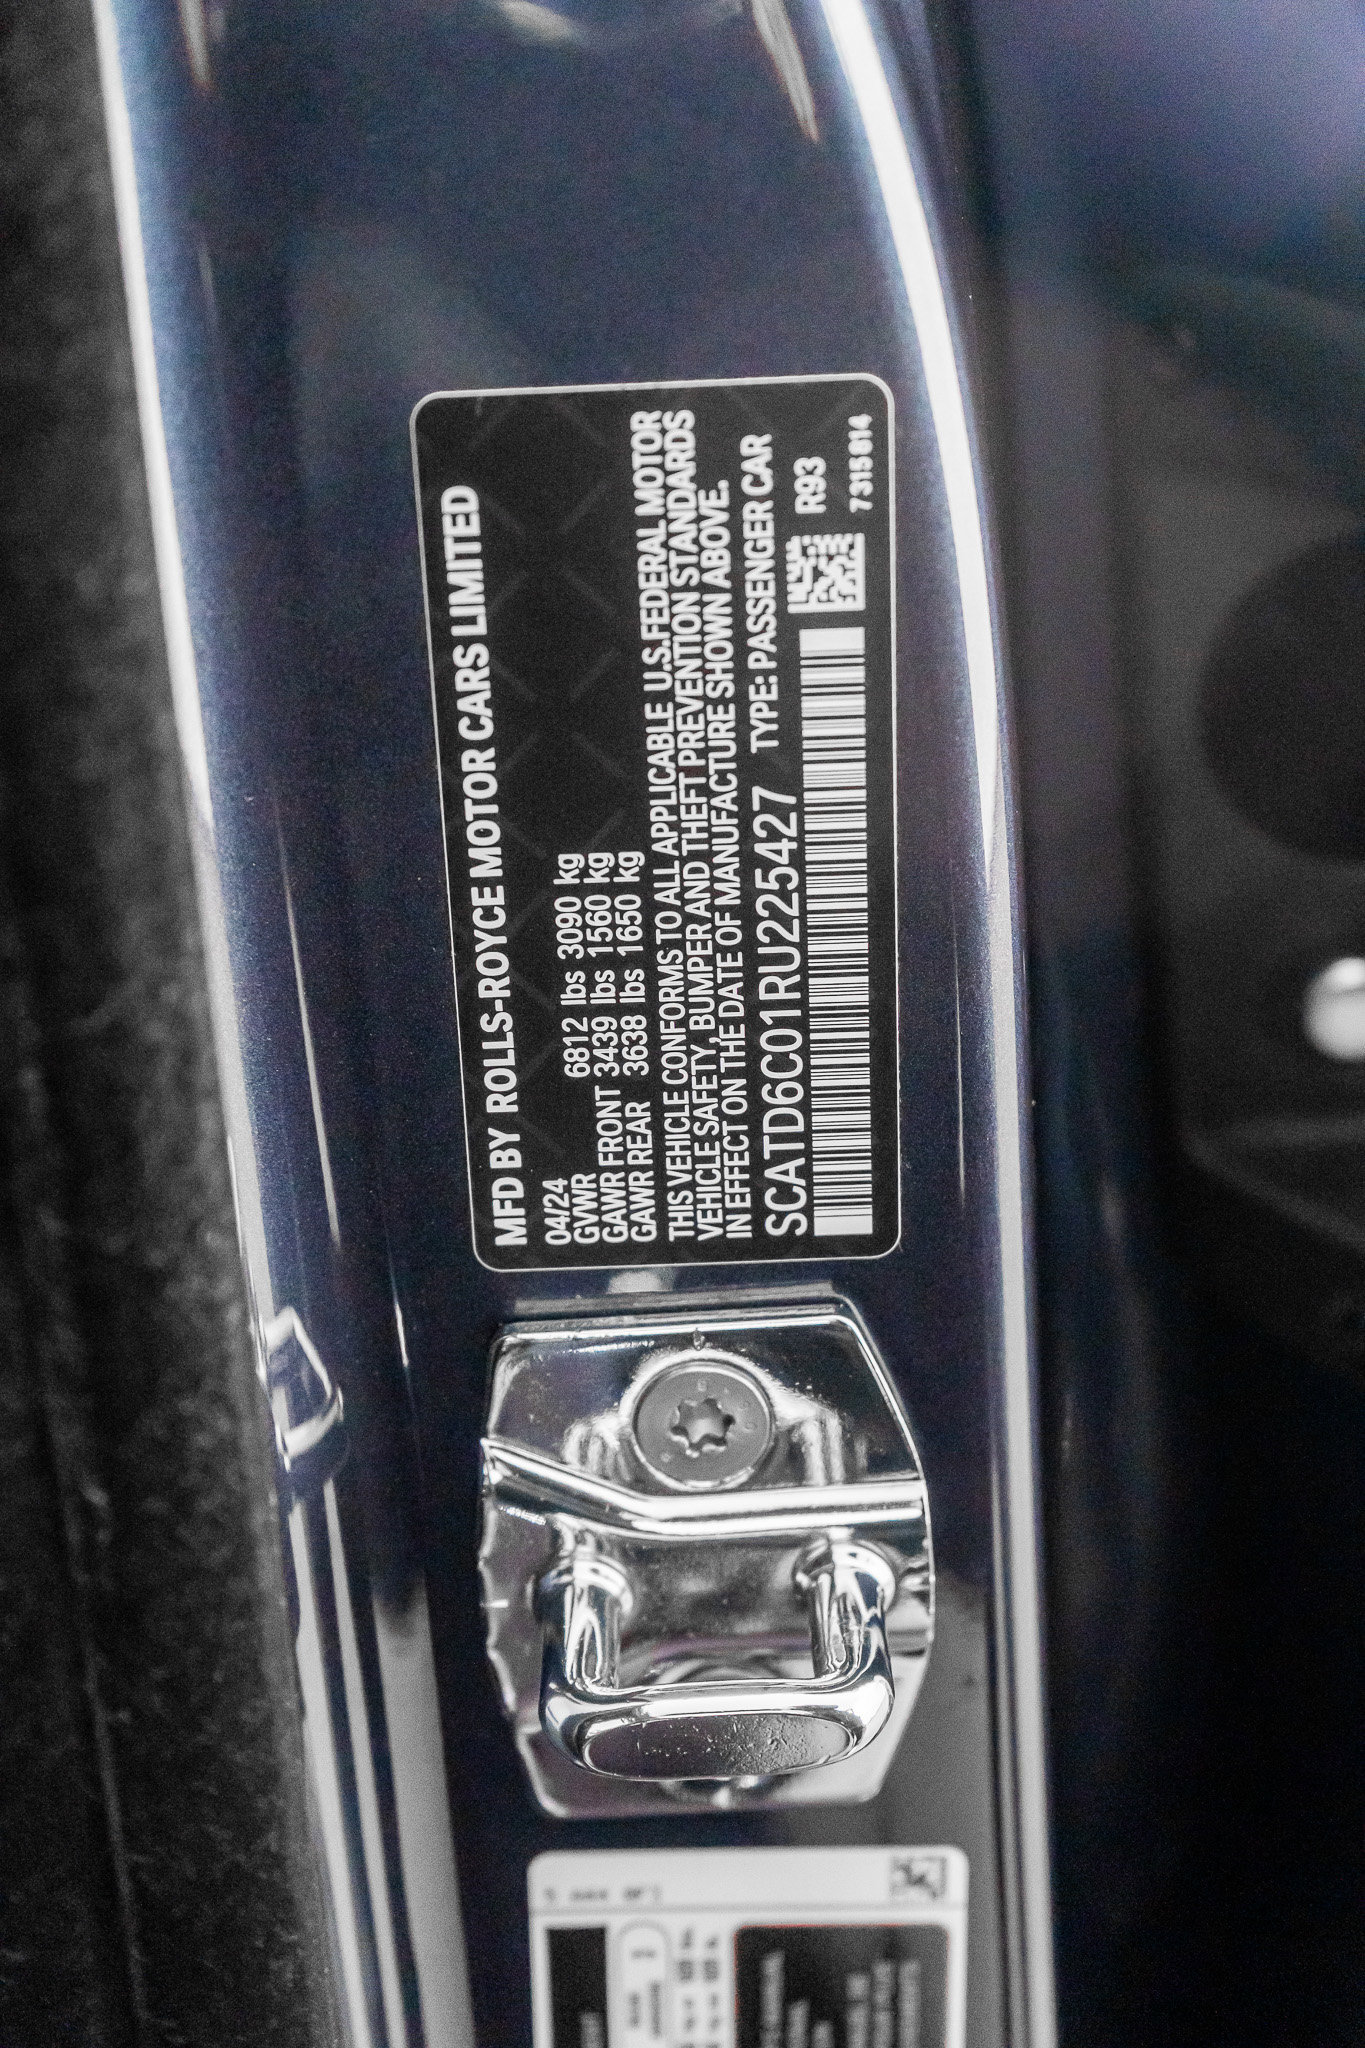 MFD BY ROLLS-ROYCE MOTOR CARS LIMITED
04/24
GVWR 6812 lbs 3090 kg
GAWR FRONT 3439 lbs 1560 kg
GAWR REAR 3638 lbs 1650 kg
THIS VEHICLE CONFORMS TO ALL APPLICABLE U.S.FEDERAL MOTOR
VEHICLE SAFETY, BUMPER AND THEFT PREVENTION STANDARDS
IN EFFECT ON THE DATE OF MANUFACTURE SHOWN ABOVE.
SCATD6C01RU225427 TYPE: PASSENGER CAR
R93
7315814